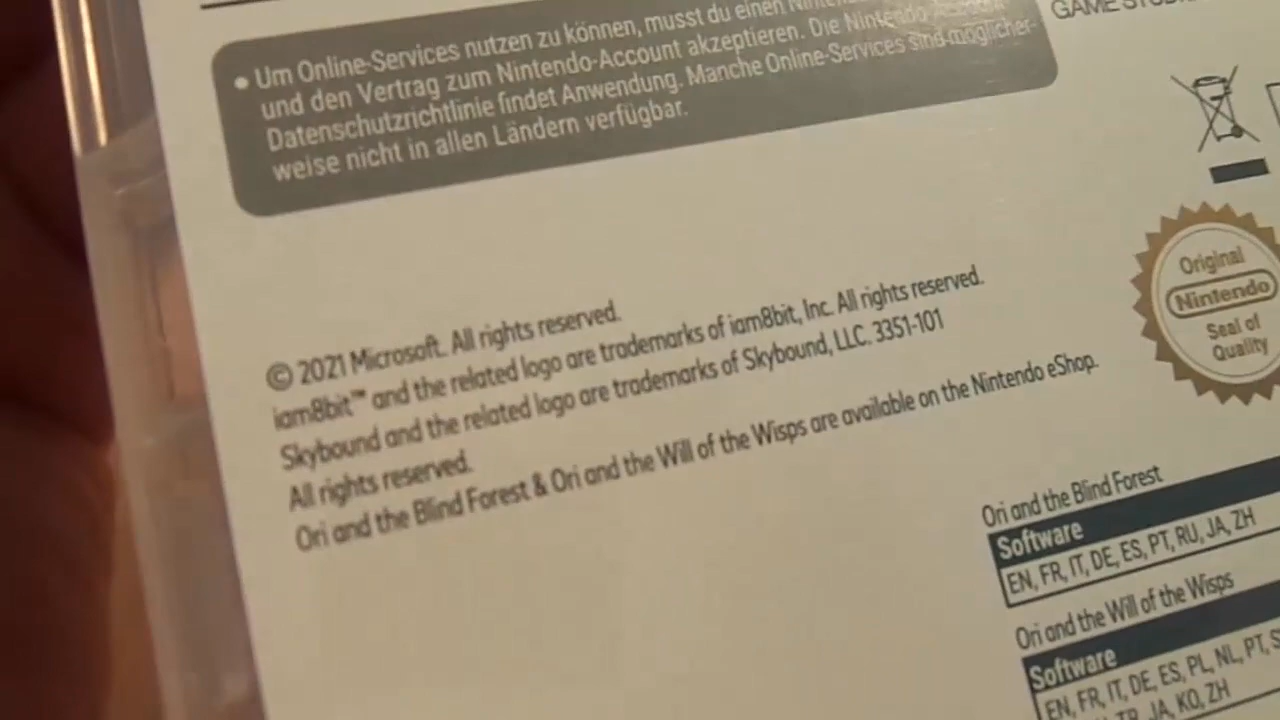 • Um Online-Services nutzen zu können, musst du einen
und den Vertrag zum Nintendo-Account akzeptieren. Die Nintendo
Datenschutzrichtlinie findet Anwendung. Manche Online-Services sind möglicher-
weise nicht in allen Ländern verfügbar.
GAME
Original
Nintendo
Seal of
Quality
© 2021 Microsoft. All rights reserved.
iam8bit™ and the related logo are trademarks of iam8bit, Inc. All rights reserved.
Skybound and the related logo are trademarks of Skybound, LLC. 3351-101
All rights reserved.
Ori and the Blind Forest & Ori and the Will of the Wisps are available on the Nintendo eShop.
Ori and the Blind Forest
Software
EN, FR, IT, DE, ES, PT, RU, JA, ZH
Ori and the Will of the Wisps
Software
EN, FR, IT, DE, ES, PL, NL, PT,
TR, JA, KO, ZH